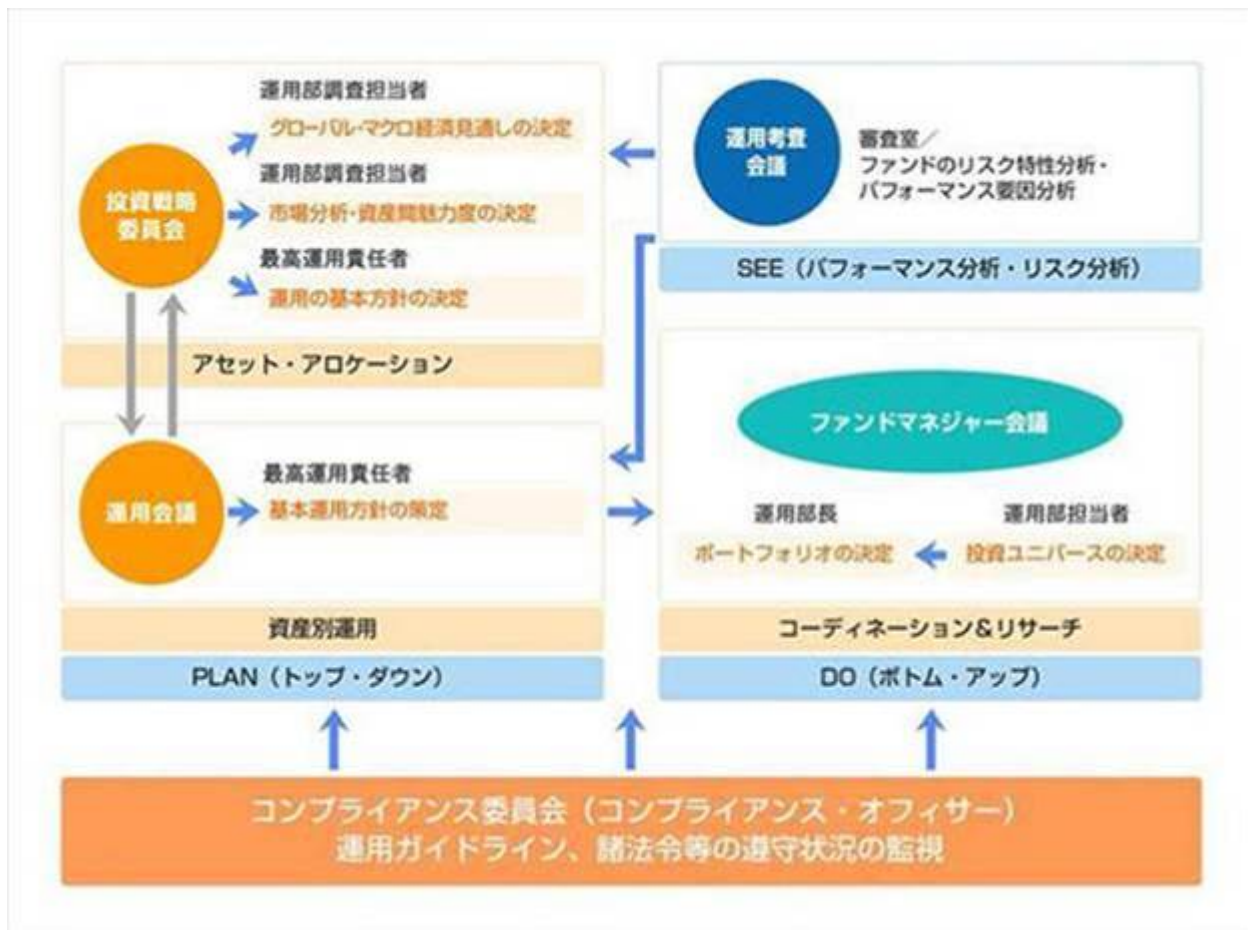 運用部調査担当者
グローバル・マクロ経済見通しの決定
投資戦略
委員会
運用部調査担当者
市場分析・資産間魅力度の決定
最高運用責任者
運用の基本方針の決定
アセット・アロケーション
運用考査
会議
審査室/
ファンドのリスク特性分析・
パフォーマンス要因分析
SEE(パフォーマンス分析・リスク分析)
運用会議
最高運用責任者
基本運用方針の策定
資産別運用
PLAN(トップ・ダウン)
ファンドマネジャー会議
運用部長
ポートフォリオの決定
運用部担当者
投資ユニバースの決定
コーディネーション&リサーチ
DO(ボトム・アップ)
コンプライアンス委員会(コンプライアンス・オフィサー)
運用ガイドライン、諸法令等の遵守状況の監視